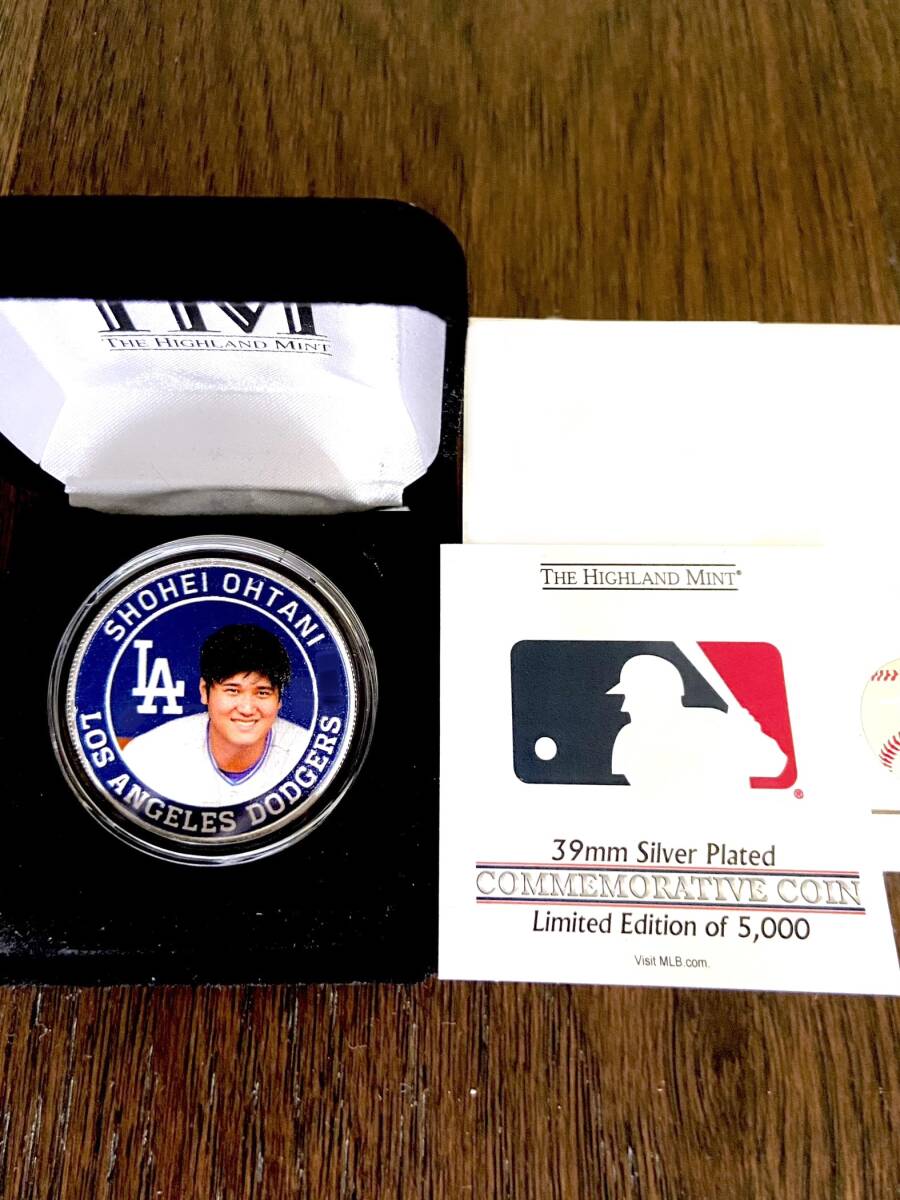 THE HIGHLAND MINT
SHOHEI OHTANI
LA
LOS ANGELES DODGERS
THE HIGHLAND MINT®
®
39mm Silver Plated
COMMEMORATIVE COIN
Limited Edition of 5,000
Visit MLB.com.